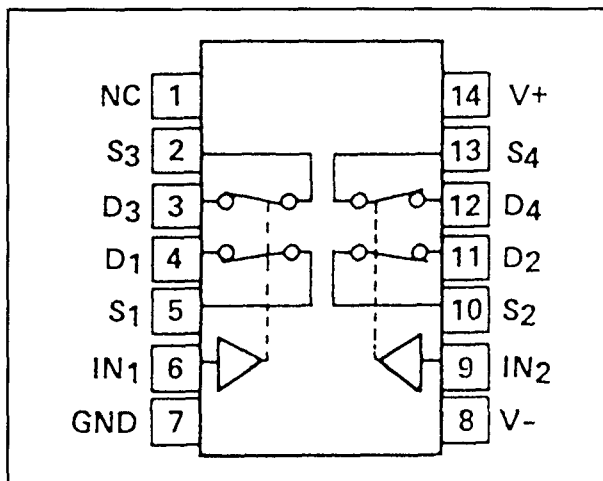 NC 1 14 V+
S3 2 13 S4
D3 3 12 D4
D1 4 11 D2
S1 5 10 S2
IN1 6 9 IN2
GND 7 8 V-